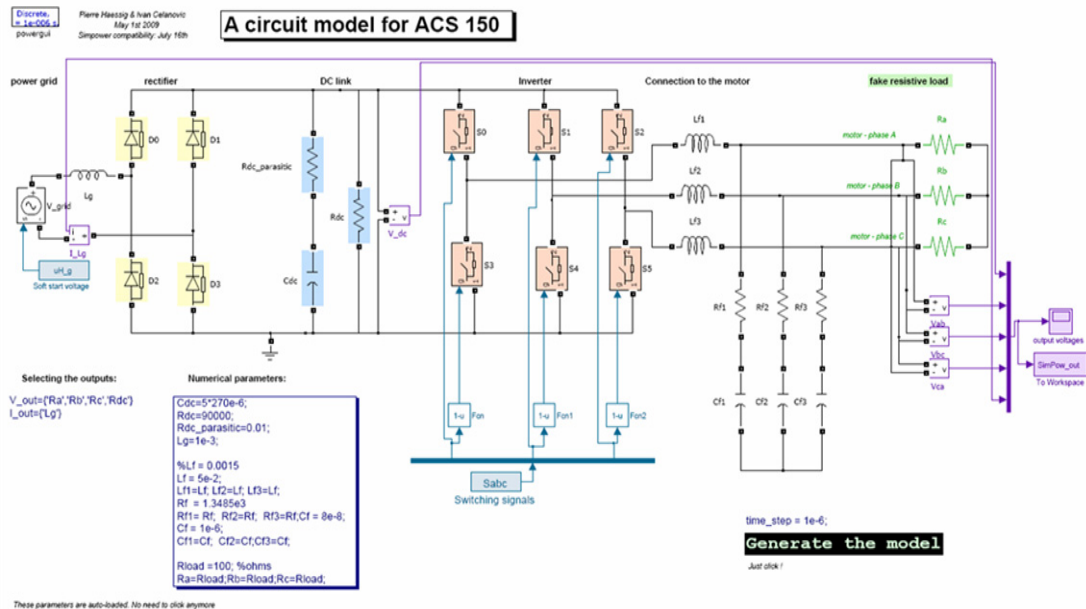 Discrete,
= 1e-006 s.
powergui
Pierre Haessig & Ivan Celanovic
May 1st 2009
Simpower compatibility: July 16th
A circuit model for ACS 150
power grid
rectifier
DC link
Inverter
Connection to the motor
fake resistive load
D0
D1
S0
S1
S2
Lf1
Ra
motor - phase A
Rdc_parasitic
Lg
V_grid
Rdc
V_dc
Lf2
Rb
motor - phase B
Lf3
Rc
motor - phase C
I_Lg
uH_g
Soft start voltage
D2
D3
Cdc
S3
S4
S5
Rf1
Rf2
Rf3
Vab
Vbc
Vca
output voltages
SimPow_out
To Workspace
Cf1
Cf2
Cf3
Selecting the outputs:
V_out={'Ra','Rb','Rc','Rdc'}
I_out={'Lg'}
Numerical parameters:
Cdc=5*270e-6;
Rdc=90000;
Rdc_parasitic=0.01;
Lg=1e-3;
%Lf = 0.0015
Lf = 5e-2;
Lf1=Lf; Lf2=Lf; Lf3=Lf;
Rf = 1.3485e3
Rf1= Rf; Rf2=Rf; Rf3=Rf;Cf = 8e-8;
Cf = 1e-6;
Cf1=Cf; Cf2=Cf;Cf3=Cf;
Rload =100; %ohms
Ra=Rload;Rb=Rload;Rc=Rload;
1-u
Fcn
1-u
Fcn1
1-u
Fcn2
Sabc
Switching signals
time_step = 1e-6;
Generate the model
Just click !
These parameters are auto-loaded. No need to click anymore